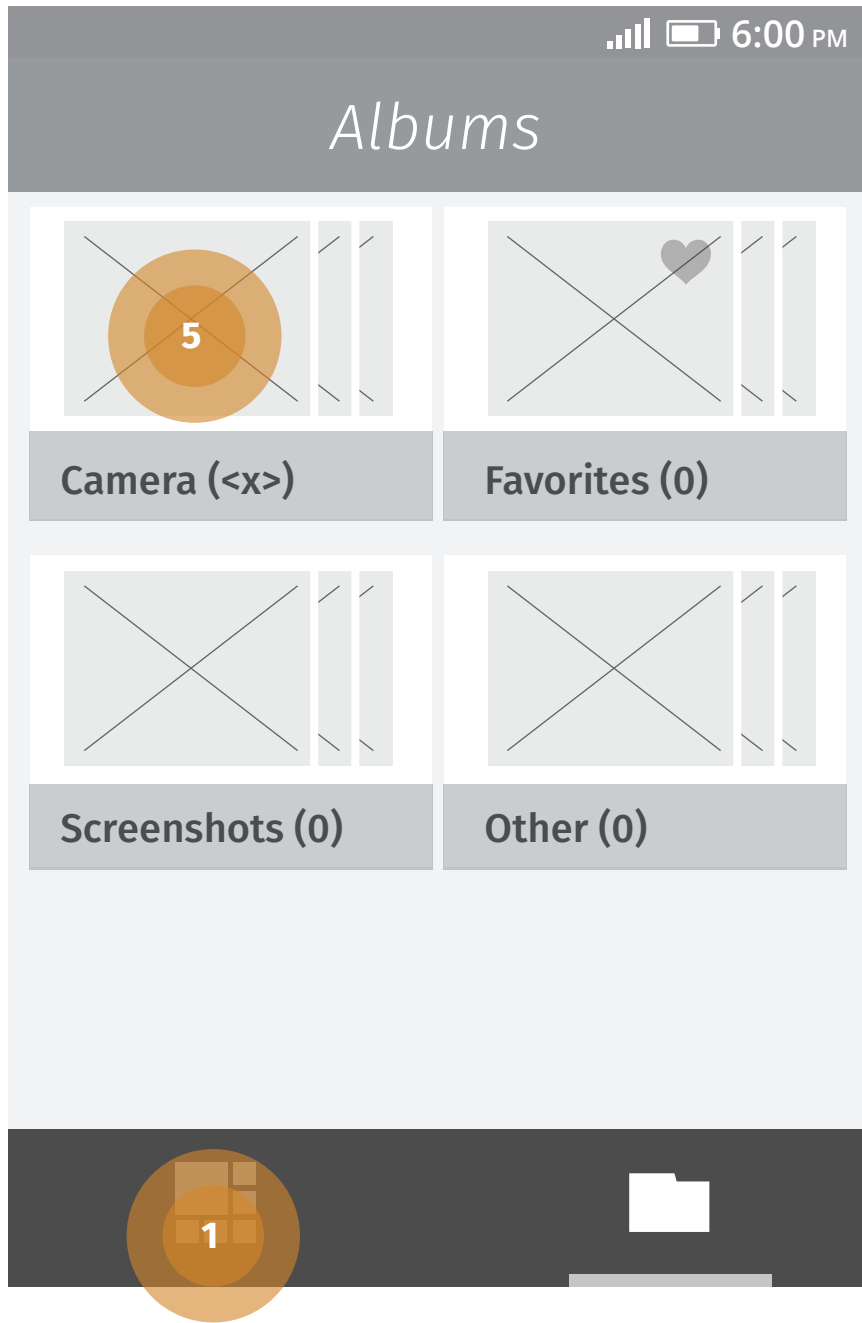 6:00 PM
Albums
5
Camera (<x>)
Favorites (0)
Screenshots (0)
Other (0)
1